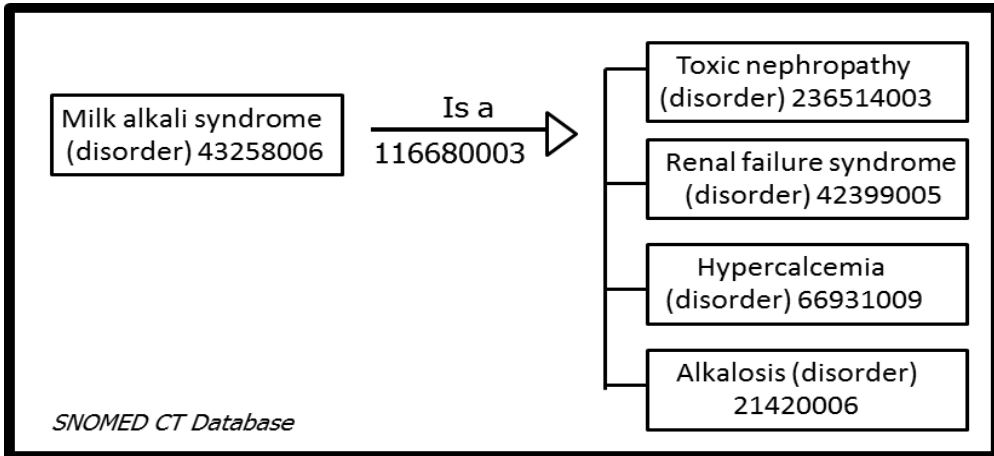 Milk alkali syndrome
(disorder) 43258006
Is a
116680003
Toxic nephropathy
(disorder) 236514003
Renal failure syndrome
(disorder) 42399005
Hypercalcemia
(disorder) 66931009
Alkalosis (disorder)
21420006
SNOMED CT Database